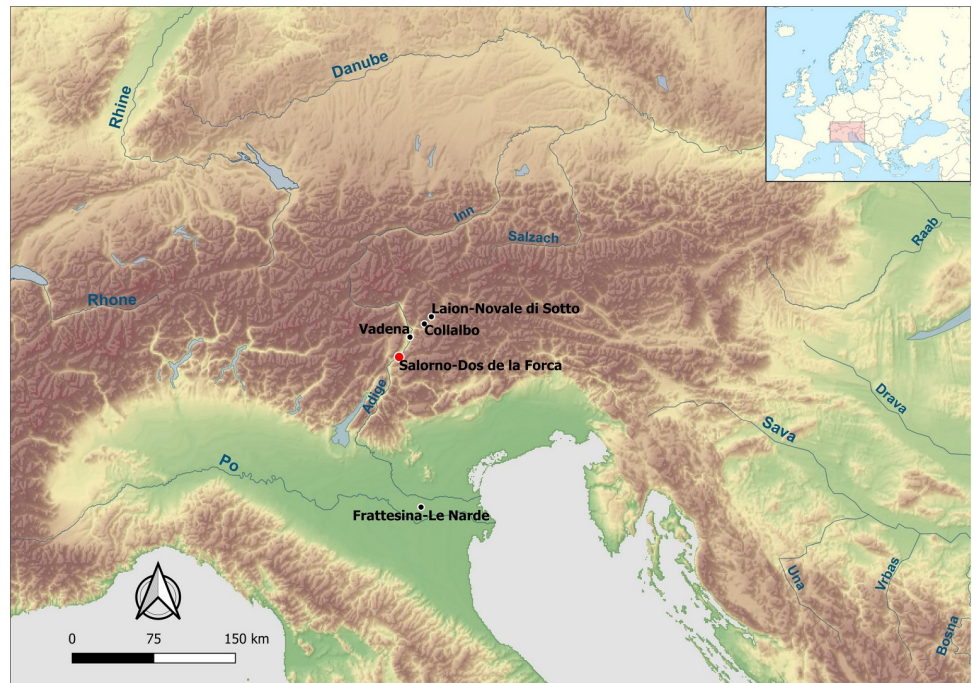 Danube
Rhine
Inn
Salzach
Raab
Rhone
Laion-Novale di Sotto
Collalbo
Vadena
Salorno-Dos de la Forca
Adige
Drava
Sava
Po
Frattesina-Le Narde
Una
Vrbas
Bosna
0 75 150 km